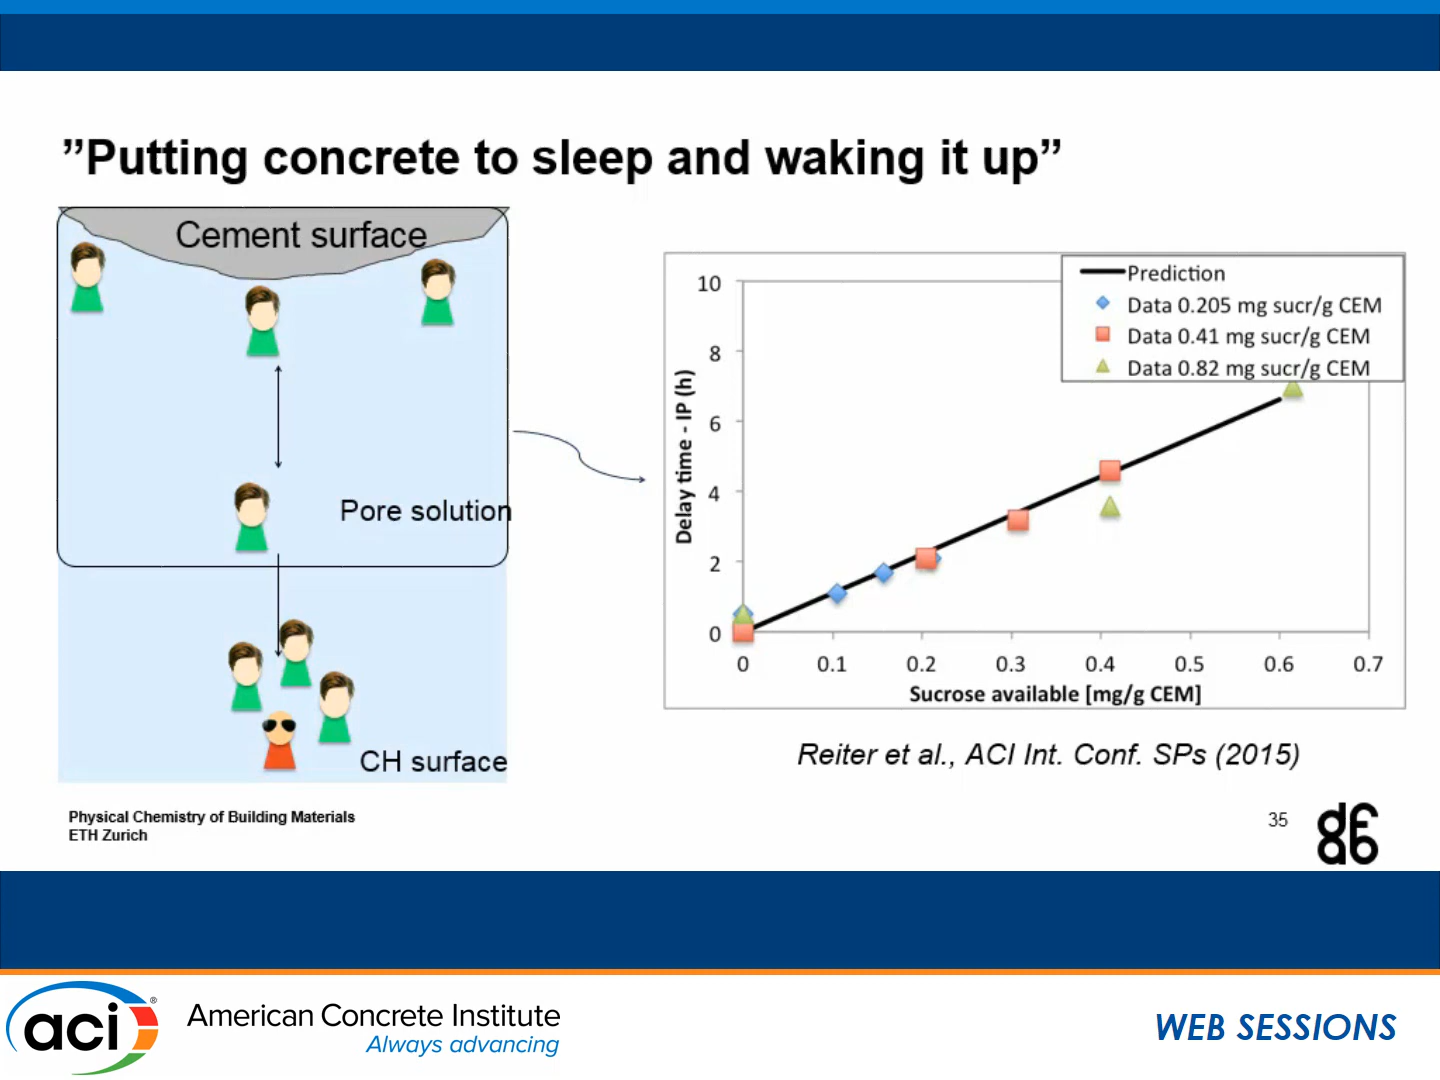 ”Putting concrete to sleep and waking it up”
Cement surface
Pore solution
CH surface
Prediction
Data 0.205 mg sucr/g CEM
Data 0.41 mg sucr/g CEM
Data 0.82 mg sucr/g CEM
10
8
6
4
2
0
Delay time - IP (h)
0 0.1 0.2 0.3 0.4 0.5 0.6 0.7
Sucrose available [mg/g CEM]
Reiter et al., ACI Int. Conf. SPs (2015)
Physical Chemistry of Building Materials
ETH Zurich
35
aci®
American Concrete Institute
Always advancing
WEB SESSIONS